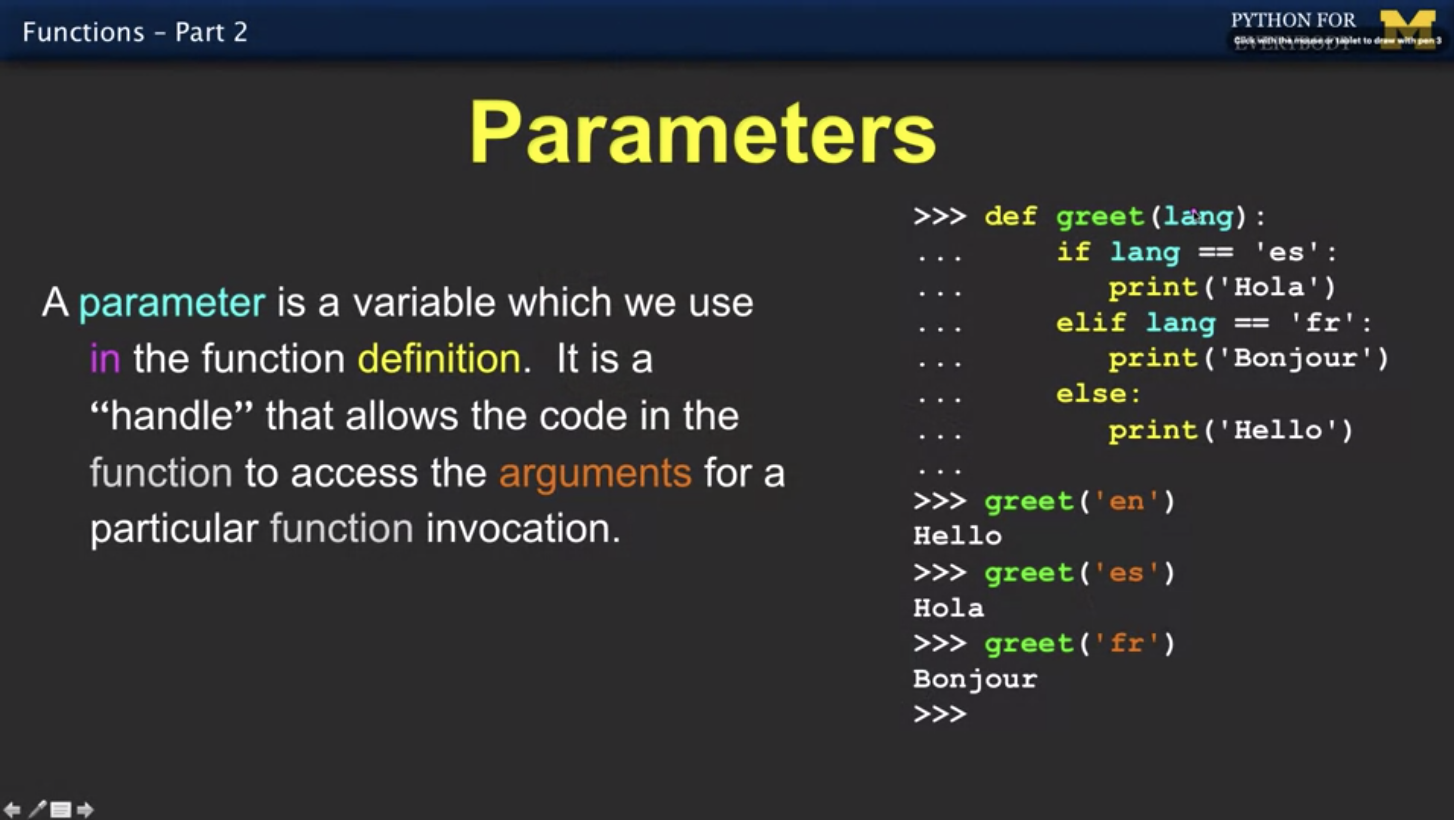 Functions – Part 2
PYTHON FOR
EVERYBODY
Click with the mouse or tablet to draw with pen 3
Parameters
A parameter is a variable which we use
in the function definition.  It is a
“handle” that allows the code in the
function to access the arguments for a
particular function invocation.
>>> def greet(lang):
...     if lang == 'es':
...        print('Hola')
...     elif lang == 'fr':
...        print('Bonjour')
...     else:
...        print('Hello')
...
>>> greet('en')
Hello
>>> greet('es')
Hola
>>> greet('fr')
Bonjour
>>>